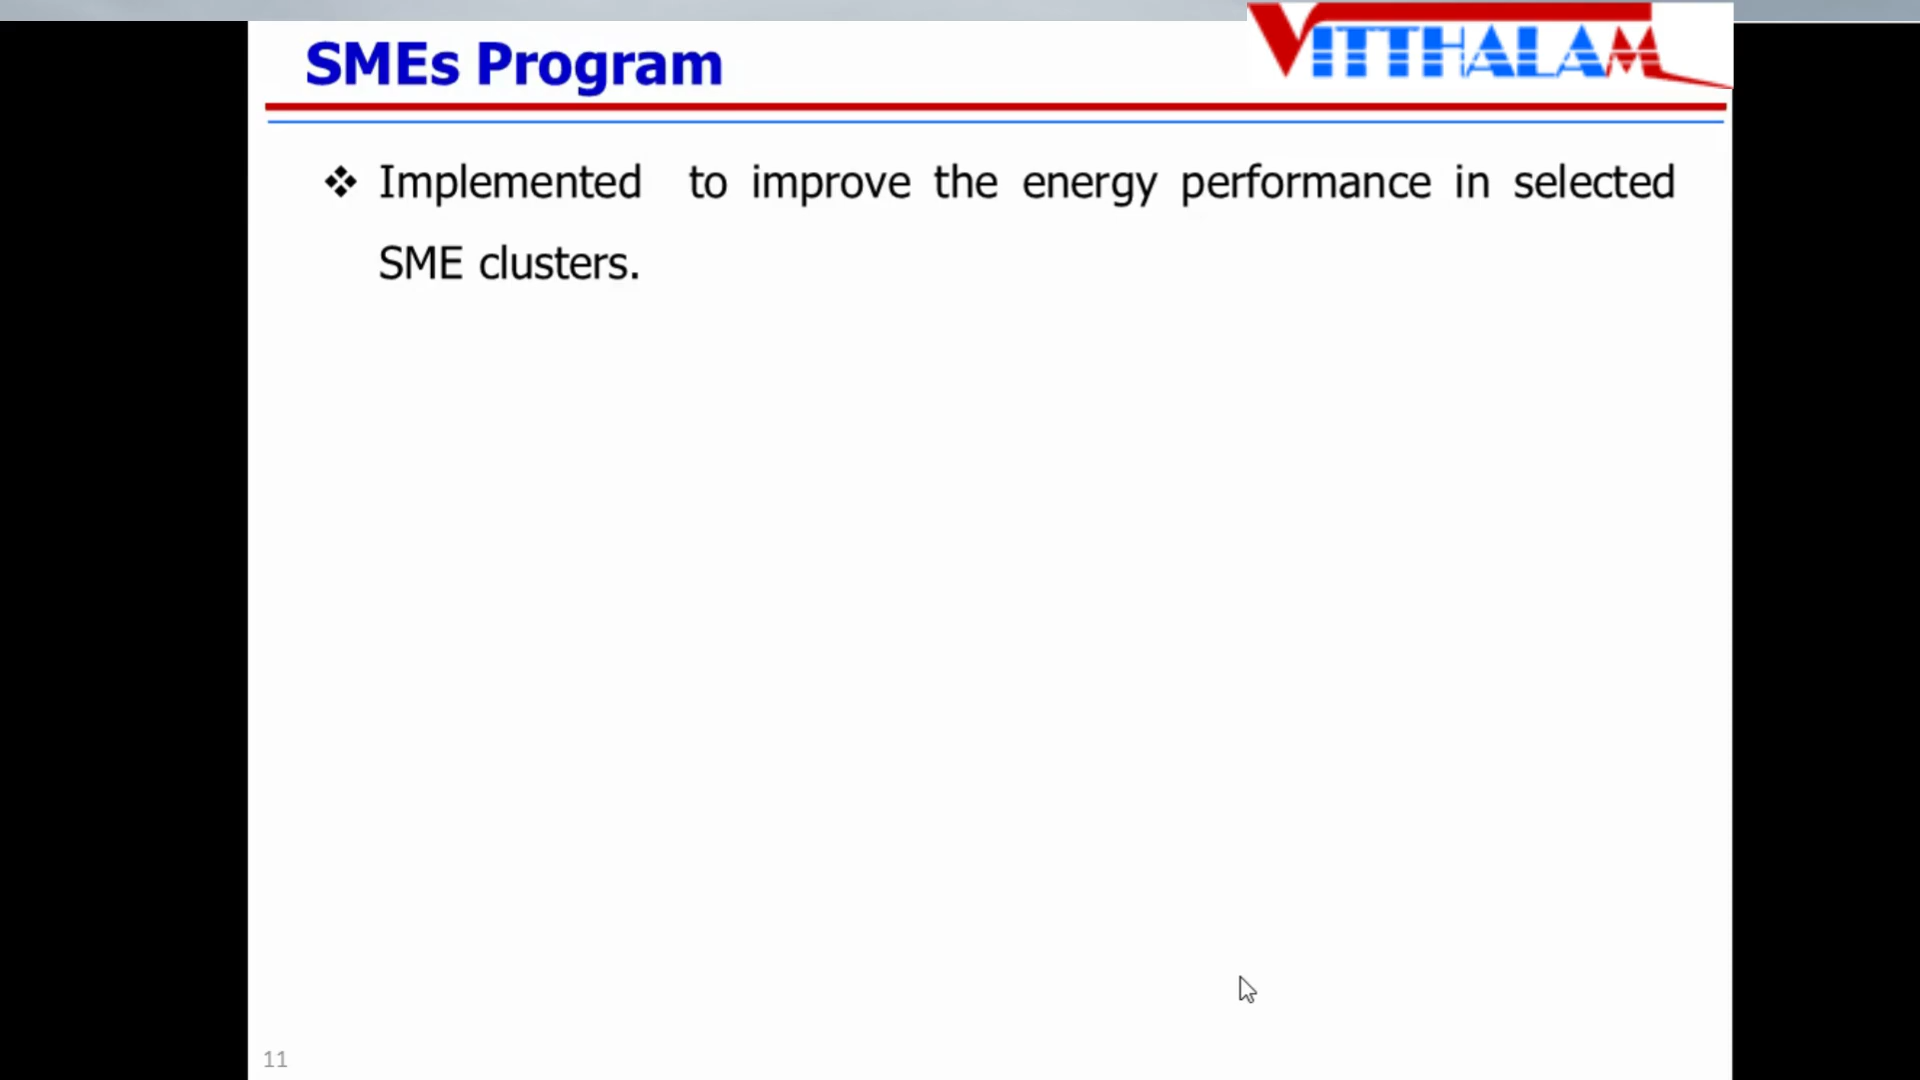 SMEs Program
VITTHALAM
❖ Implemented to improve the energy performance in selected
SME clusters.
11